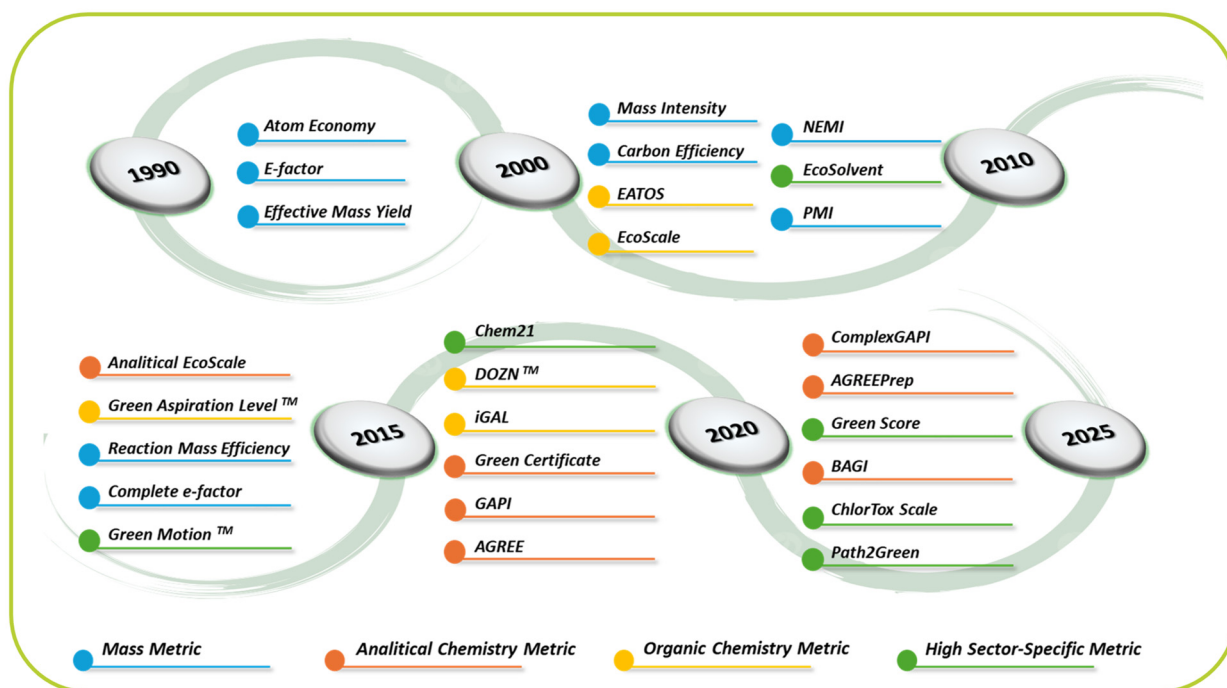 1990
Atom Economy
E-factor
Effective Mass Yield
2000
Mass Intensity
Carbon Efficiency
EATOS
EcoScale
NEMI
EcoSolvent
PMI
2010
Analitical EcoScale
Green Aspiration Level ™
Reaction Mass Efficiency
Complete e-factor
Green Motion ™
2015
Chem21
DOZN ™
iGAL
Green Certificate
GAPI
AGREE
2020
ComplexGAPI
AGREEPrep
Green Score
BAGI
ChlorTox Scale
Path2Green
2025
Mass Metric
Analitical Chemistry Metric
Organic Chemistry Metric
High Sector-Specific Metric